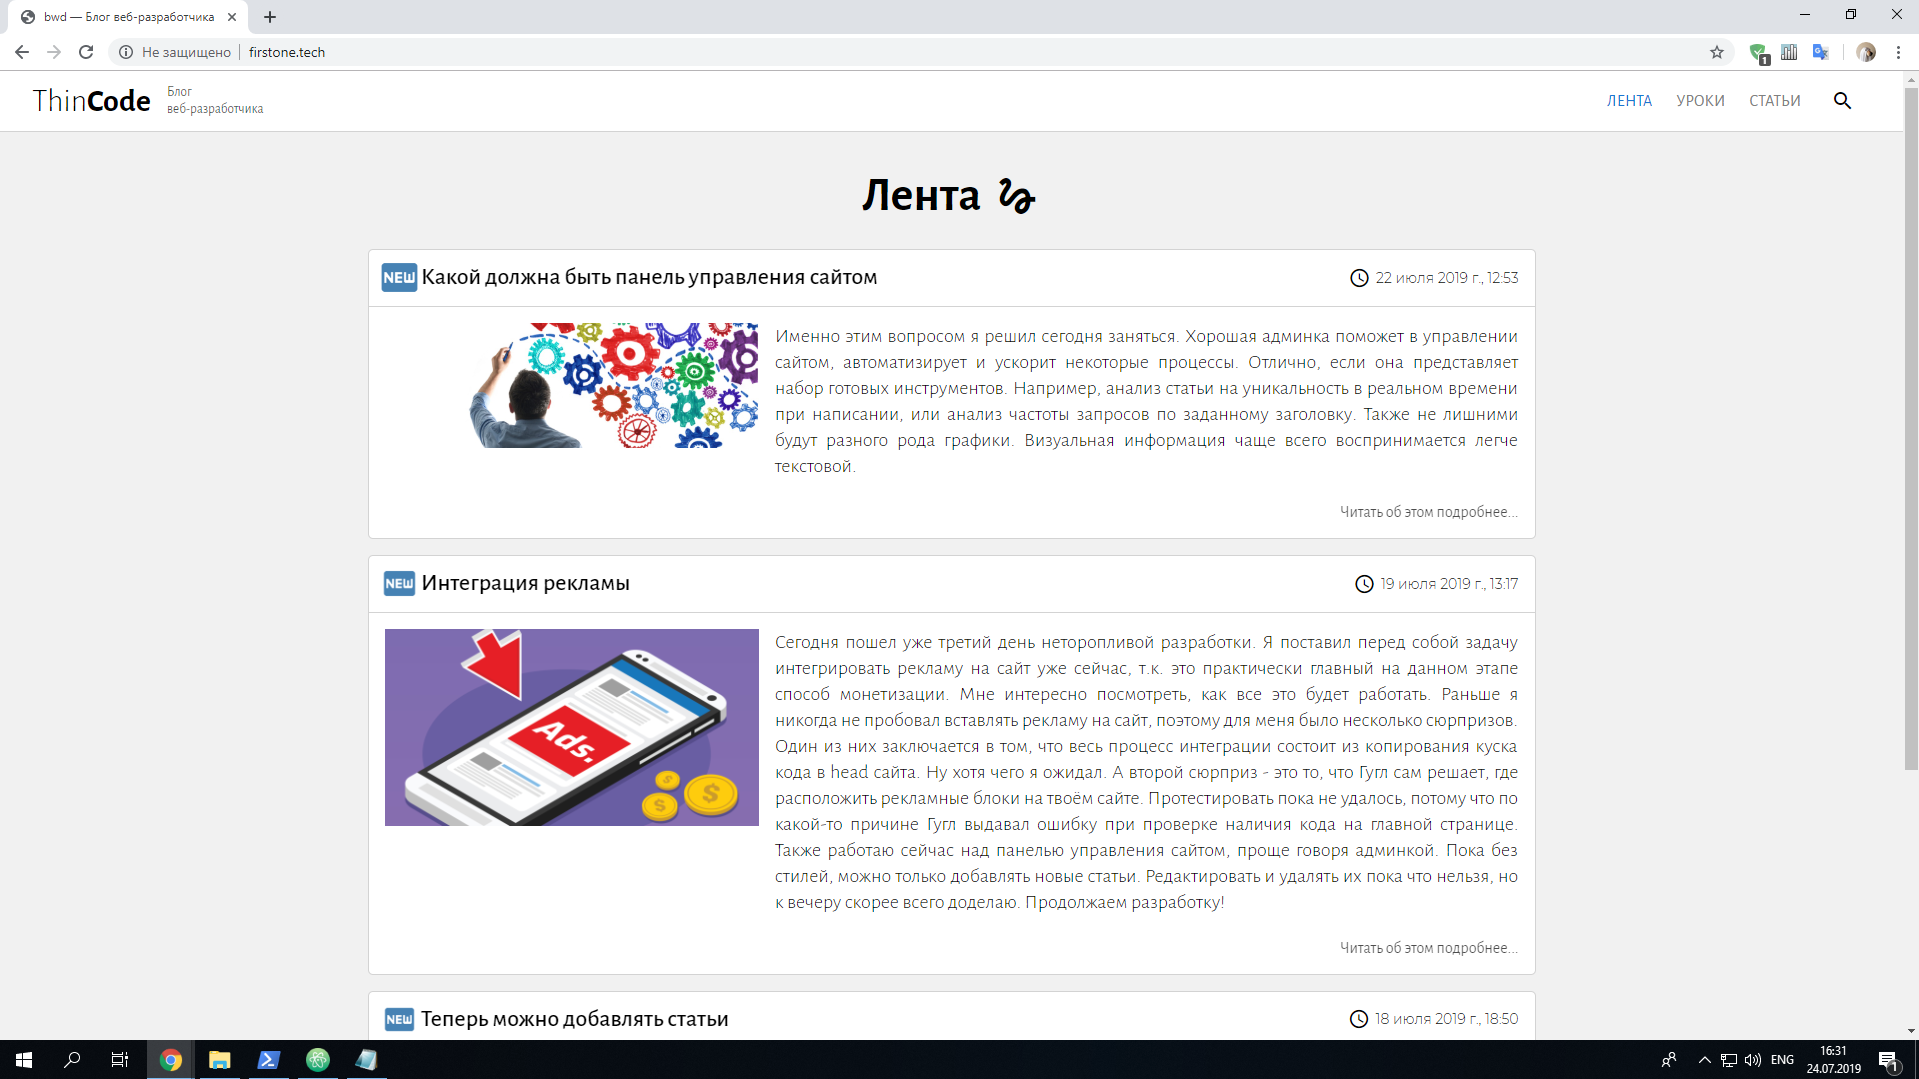 bwd — Блог веб-разработчика
Не защищено
firstone.tech
1
ThinCode
Блог
веб-разработчика
ЛЕНТА
УРОКИ
СТАТЬИ
Лента
NEW Какой должна быть панель управления сайтом
22 июля 2019 г., 12:53
Именно этим вопросом я решил сегодня заняться. Хорошая админка поможет в управлении
сайтом, автоматизирует и ускорит некоторые процессы. Отлично, если она представляет
набор готовых инструментов. Например, анализ статьи на уникальность в реальном времени
при написании, или анализ частоты запросов по заданному заголовку. Также не лишними
будут разного рода графики. Визуальная информация чаще всего воспринимается легче
текстовой.
Читать об этом подробнее...
NEW Интеграция рекламы
19 июля 2019 г., 13:17
Ads.
$
$
$
Сегодня пошел уже третий день неторопливой разработки. Я поставил перед собой задачу
интегрировать рекламу на сайт уже сейчас, т.к. это практически главный на данном этапе
способ монетизации. Мне интересно посмотреть, как все это будет работать. Раньше я
никогда не пробовал вставлять рекламу на сайт, поэтому для меня было несколько сюрпризов.
Один из них заключается в том, что весь процесс интеграции состоит из копирования куска
кода в head сайта. Ну хотя чего я ожидал. А второй сюрприз - это то, что Гугл сам решает, где
расположить рекламные блоки на твоём сайте. Протестировать пока не удалось, потому что по
какой-то причине Гугл выдавал ошибку при проверке наличия кода на главной странице.
Также работаю сейчас над панелью управления сайтом, проще говоря админкой. Пока без
стилей, можно только добавлять новые статьи. Редактировать и удалять их пока что нельзя, но
к вечеру скорее всего доделаю. Продолжаем разработку!
Читать об этом подробнее...
NEW Теперь можно добавлять статьи
18 июля 2019 г., 18:50
ENG
16:31
24.07.2019
1